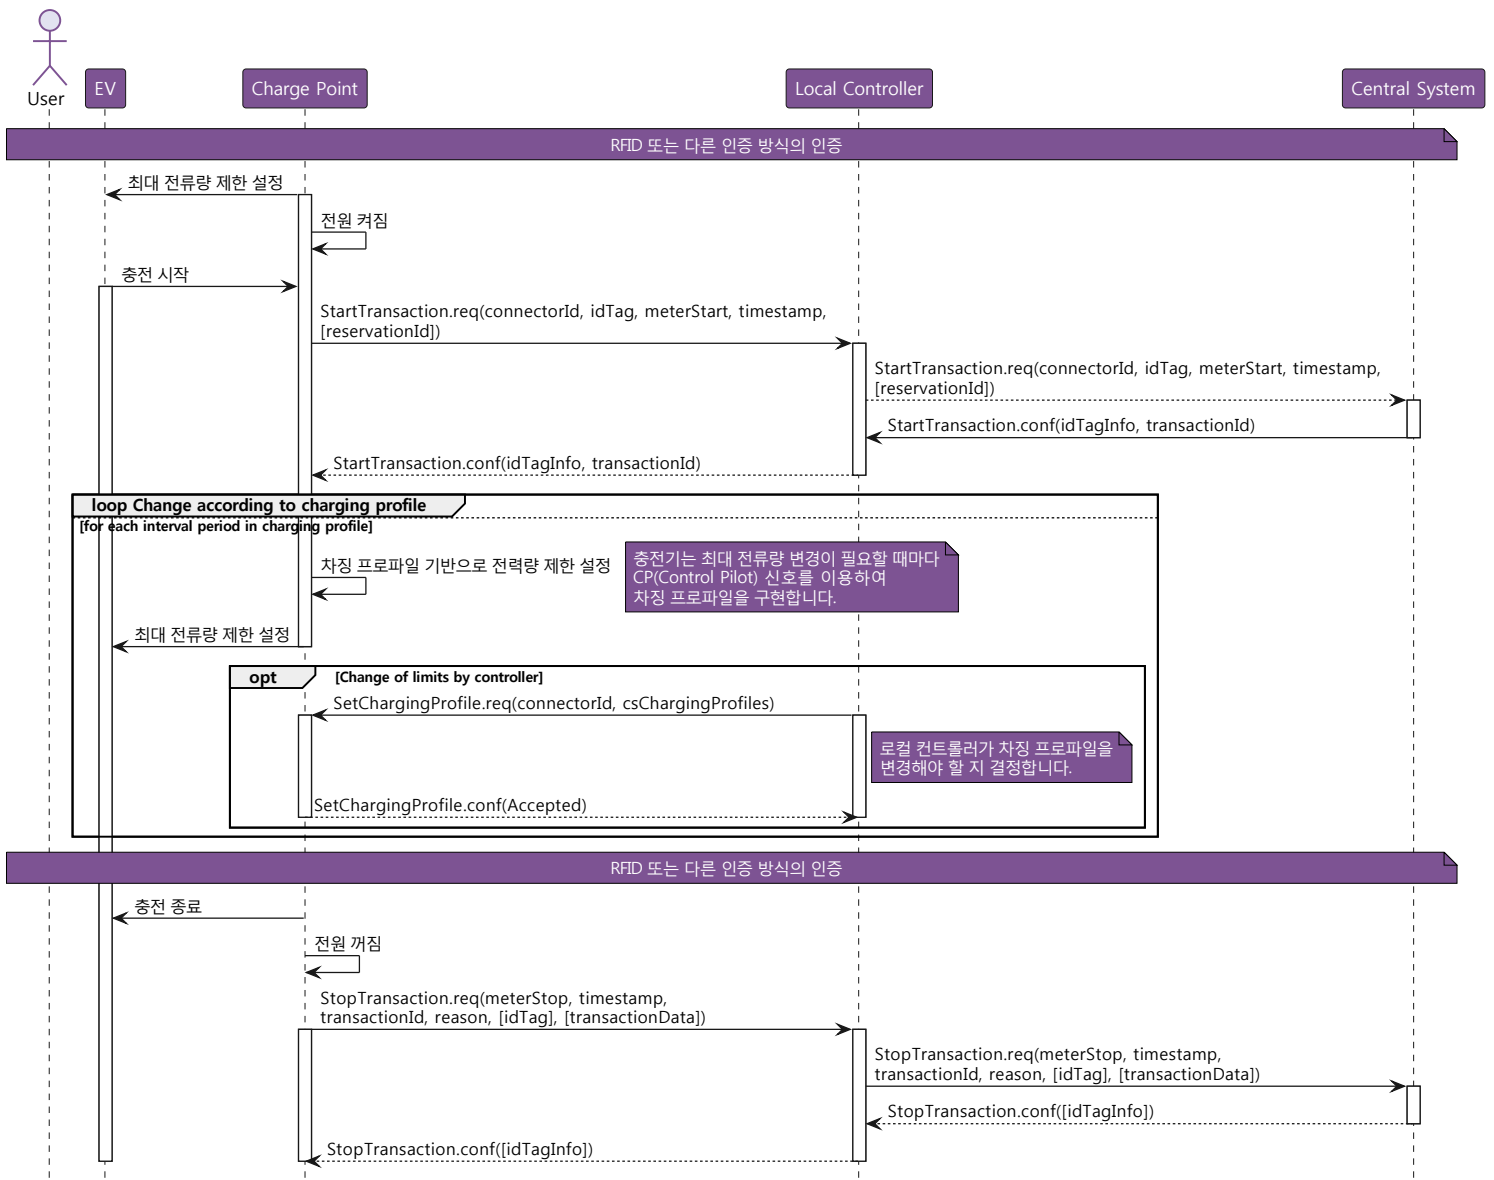 User
EV
Charge Point
Local Controller
Central System
RFID 또는 다른 인증 방식의 인증
최대 전류량 제한 설정
전원 켜짐
충전 시작
StartTransaction.req(connectorId, idTag, meterStart, timestamp,
[reservationId])
StartTransaction.req(connectorId, idTag, meterStart, timestamp,
[reservationId])
StartTransaction.conf(idTagInfo, transactionId)
StartTransaction.conf(idTagInfo, transactionId)
loop Change according to charging profile
[for each interval period in charging profile]
차징 프로파일 기반으로 전력량 제한 설정
충전기는 최대 전류량 변경이 필요할 때마다
CP(Control Pilot) 신호를 이용하여
차징 프로파일을 구현합니다.
최대 전류량 제한 설정
opt
[Change of limits by controller]
SetChargingProfile.req(connectorId, csChargingProfiles)
로컬 컨트롤러가 차징 프로파일을
변경해야 할 지 결정합니다.
SetChargingProfile.conf(Accepted)
RFID 또는 다른 인증 방식의 인증
충전 종료
전원 꺼짐
StopTransaction.req(meterStop, timestamp,
transactionId, reason, [idTag], [transactionData])
StopTransaction.req(meterStop, timestamp,
transactionId, reason, [idTag], [transactionData])
StopTransaction.conf([idTagInfo])
StopTransaction.conf([idTagInfo])